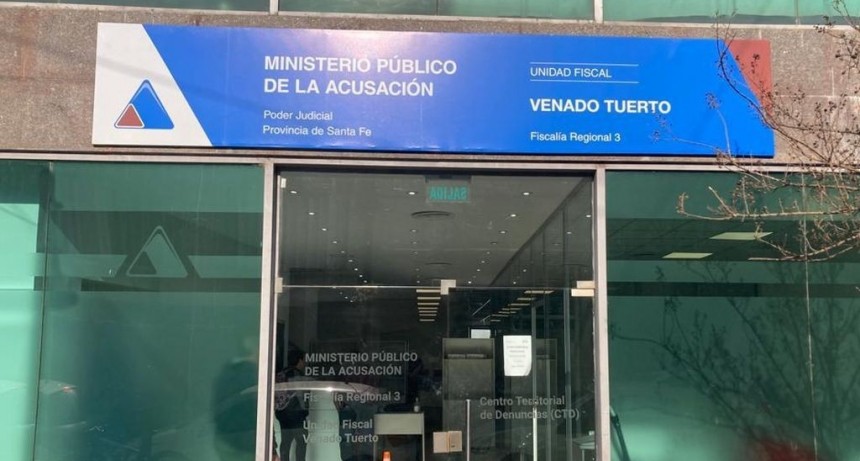 MINISTERIO PÚBLICO
DE LA ACUSACIÓN
Poder Judicial
Provincia de Santa Fe
UNIDAD FISCAL
VENADO TUERTO
Fiscalía Regional 3
SALIDA
MINISTERIO PÚBLICO
DE LA ACUSACIÓN
Fiscalía Regional 3
Unidad Fiscal
Venado Tuerto
Centro Territorial
de Denuncias (CTD)